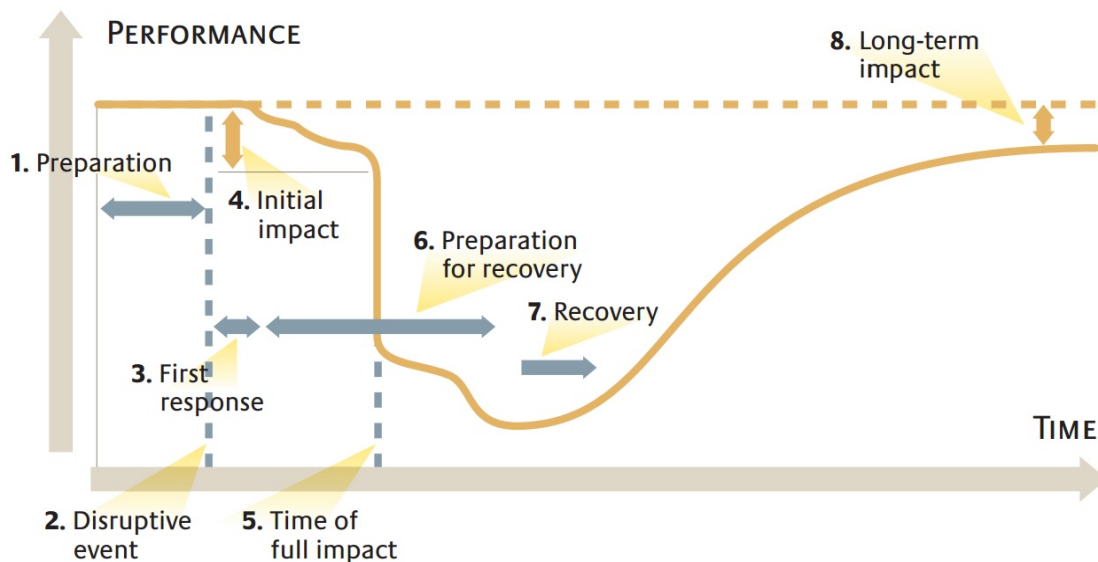 PERFORMANCE
8. Long-term
impact
1. Preparation
4. Initial
impact
6. Preparation
for recovery
7. Recovery
3. First
response
TIME
2. Disruptive
event
5. Time of
full impact